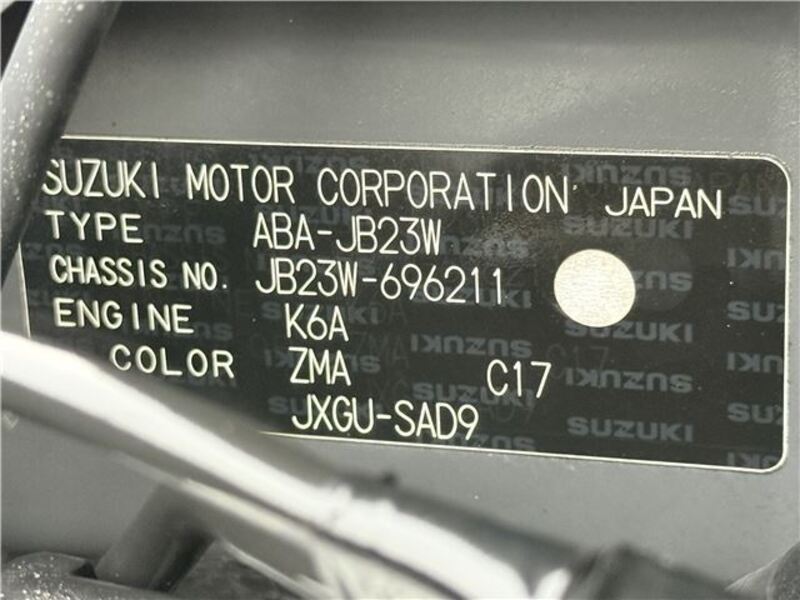 SUZUKI MOTOR CORPORATION JAPAN
TYPE ABA-JB23W
CHASSIS NO. JB23W-696211
ENGINE K6A
COLOR ZMA C17
JXGU-SAD9